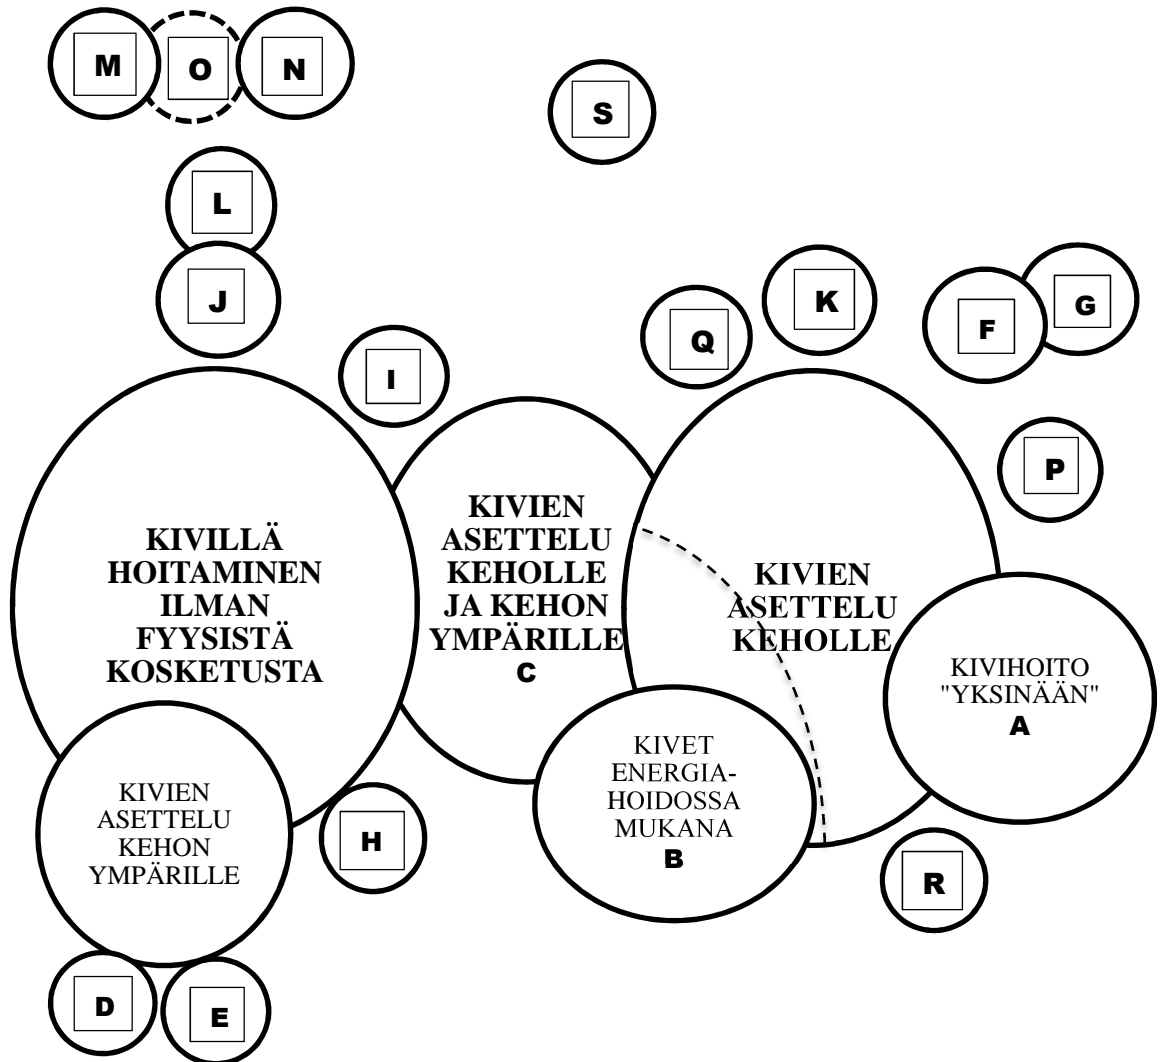 M
O
N
S
L
J
I
Q
K
F
G
P
KIVILLÄ
HOITAMINEN
ILMAN
FYYSISTÄ
KOSKETUSTA
KIVIEN
ASETTELU
KEHOLLE
JA KEHON
YMPÄRILLE
C
KIVIEN
ASETTELU
KEHOLLE
KIVIHOITO
"YKSINÄÄN"
A
KIVIEN
ASETTELU
KEHON
YMPÄRILLE
H
KIVET
ENERGIA-
HOIDOSSA
MUKANA
B
R
D
E